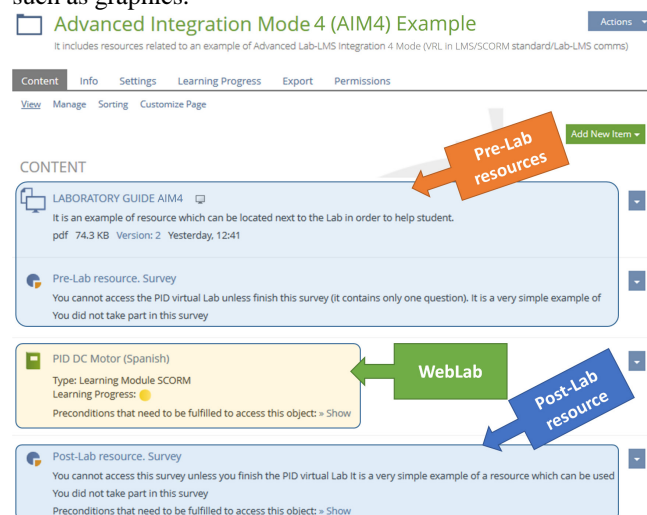 such as graphics.
Advanced Integration Mode 4 (AIM4) Example
Actions
It includes resources related to an example of Advanced Lab-LMS Integration 4 Mode (VRL in LMS/SCORM standard/Lab-LMS comms)
Content Info Settings Learning Progress Export Permissions
View Manage Sorting Customize Page
Add New Item
Pre-Lab
resources
CONTENT
LABORATORY GUIDE AIM4
It is an example of resource which can be located next to the Lab in order to help student.
pdf 74.3 KB Version: 2 Yesterday, 12:41
Pre-Lab resource. Survey
You cannot access the PID virtual Lab unless finish this survey (it contains only one question). It is a very simple example of
You did not take part in this survey
PID DC Motor (Spanish)
Type: Learning Module SCORM
Learning Progress:
Preconditions that need to be fulfilled to access this object: » Show
WebLab
Post-Lab
resource
Post-Lab resource. Survey
You cannot access this survey unless you finish the PID virtual Lab It is a very simple example of a resource which can be used
You did not take part in this survey
Preconditions that need to be fulfilled to access this object: » Show